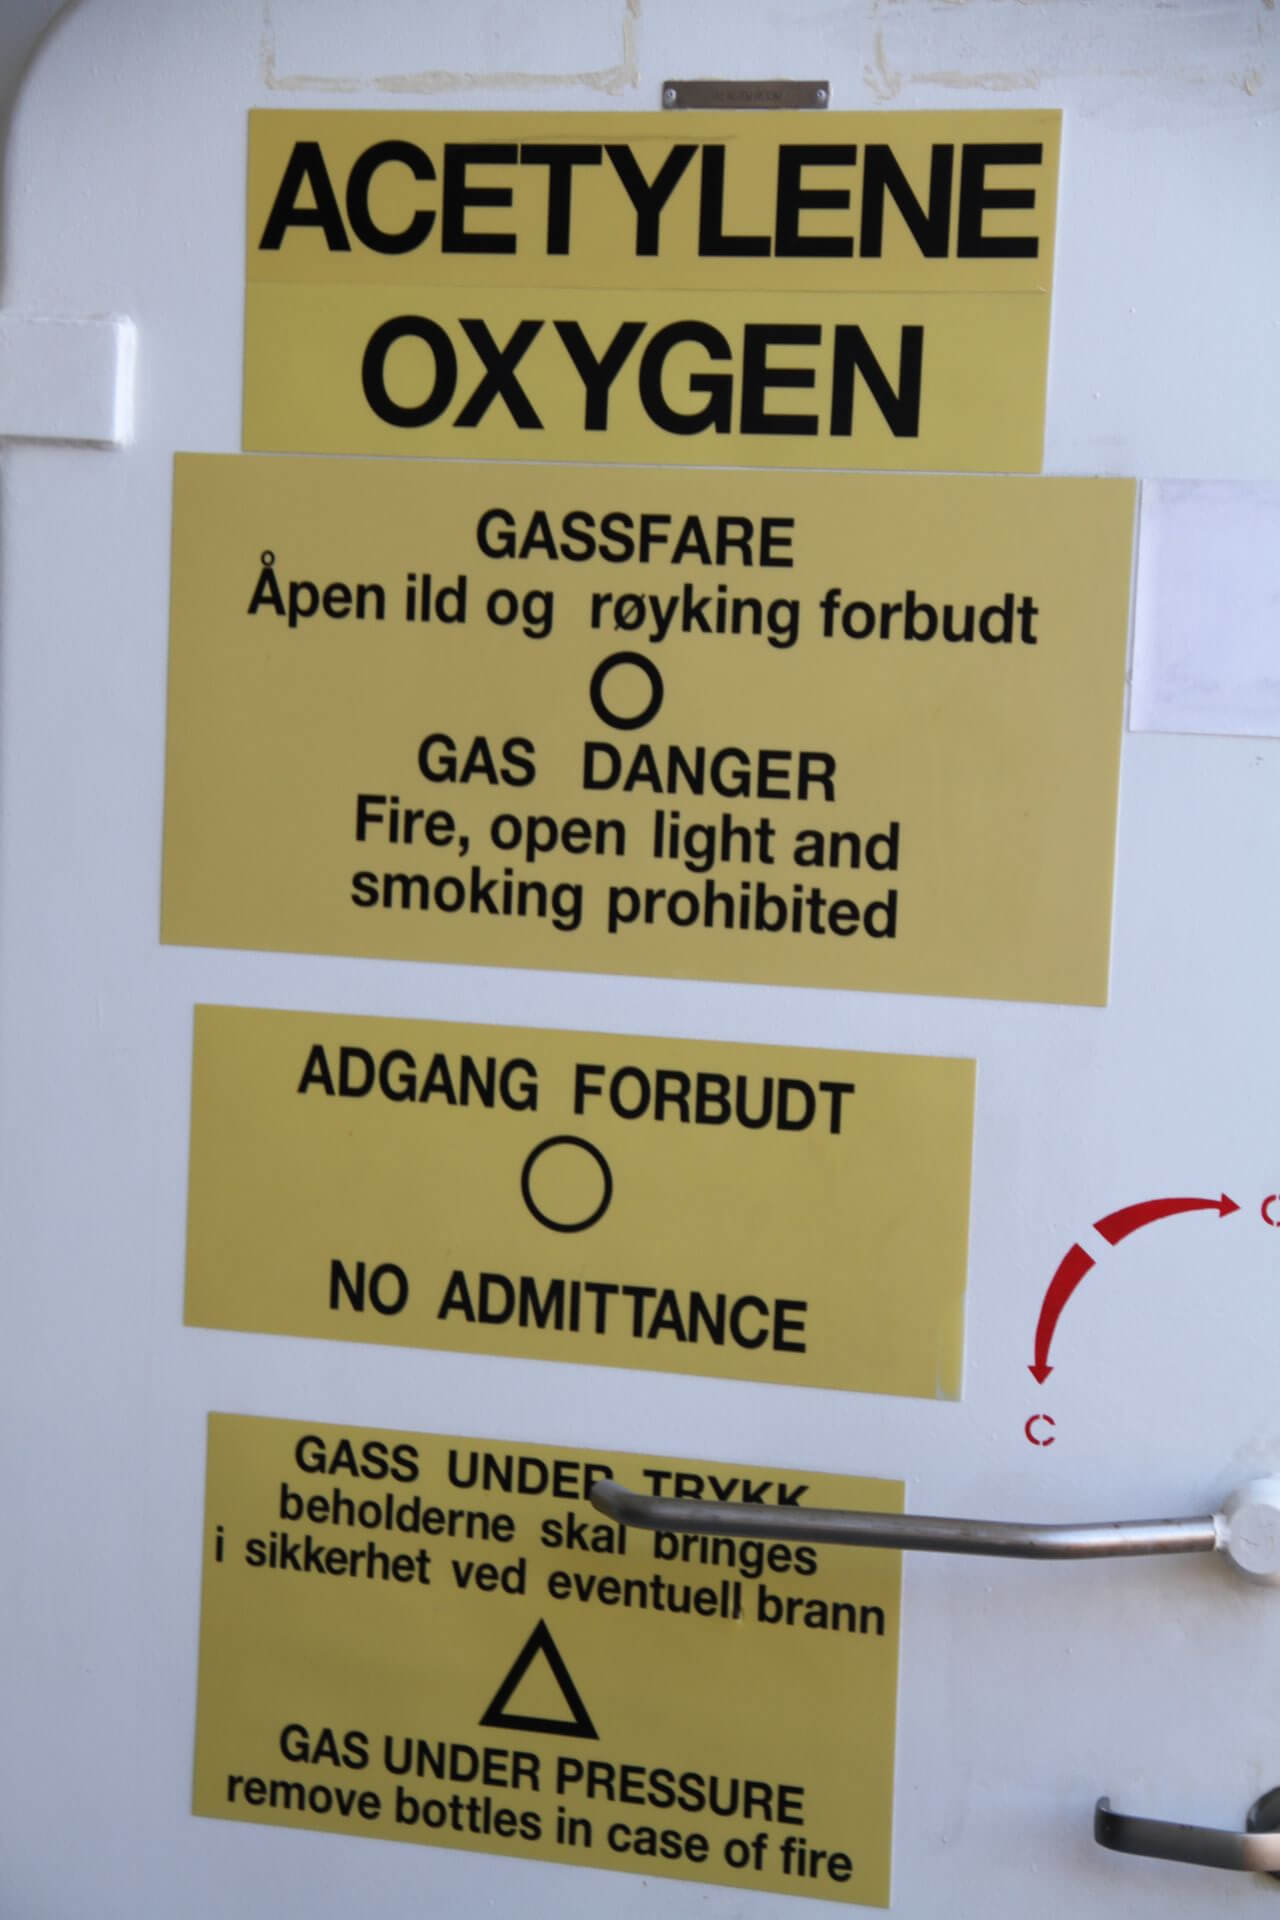 ACETYLENE
OXYGEN
GASSFARE
Åpen ild og røyking forbudt
GAS DANGER
Fire, open light and
smoking prohibited
ADGANG FORBUDT
NO ADMITTANCE
GASS UNDER TRYKK
beholderne skal bringes
i sikkerhet ved eventuell brann
GAS UNDER PRESSURE
remove bottles in case of fire